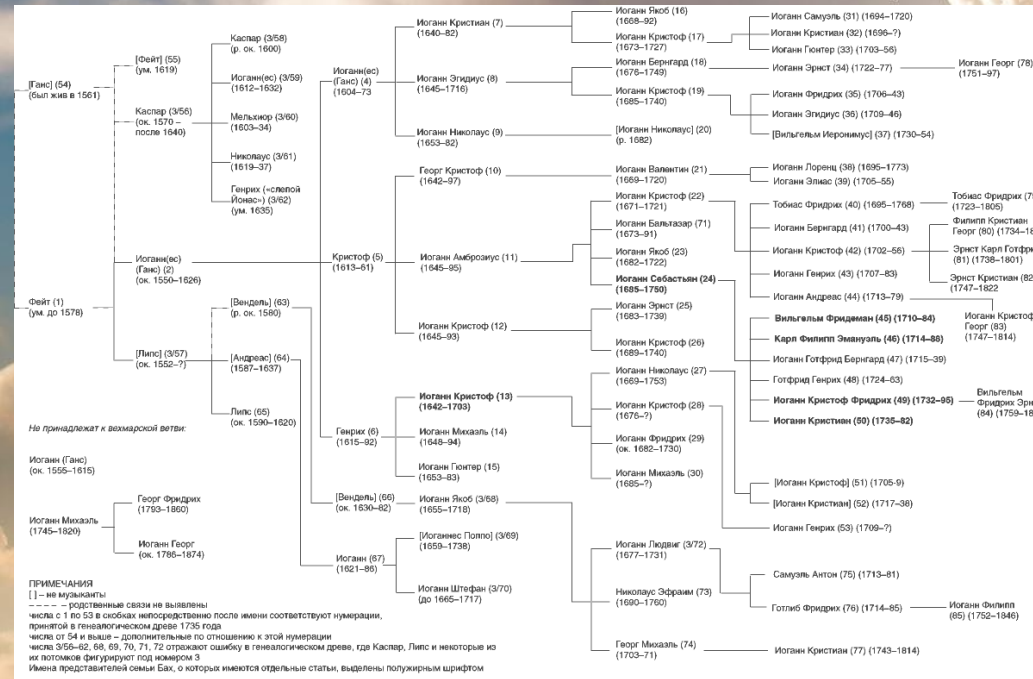 [Ганс] (54)
(был жив в 1561)
Фейт (1)
(ум. до 1578)
[Фейт] (55)
(ум. 1619)
Каспар (3/56)
(ок. 1570 –
после 1640)
Иоганн(ес)
(Ганс) (2)
(ок. 1550–1626)
[Липс] (3/57)
(ок. 1552–?)
Каспар (3/58)
(р. ок. 1600)
Иоганн(ес) (3/59)
(1612–1632)
Мельхиор (3/60)
(1603–34)
Николаус (3/61)
(1619–37)
Генрих («слепой
Йонас») (3/62)
(ум. 1635)
[Вендель] (63)
(р. ок. 1580)
[Андреас] (64)
(1587–1637)
Липс (65)
(ок. 1590–1620)
Иоганн(ес)
(Ганс) (4)
(1604–73
Кристоф (5)
(1613–61)
Генрих (6)
(1615–92)
[Вендель] (66)
(ок. 1630–82)
Иоганн (67)
(1621–86)
Иоганн Кристиан (7)
(1640–82)
Иоганн Эгидиус (8)
(1645–1716)
Иоганн Николаус (9)
(1653–82)
Георг Кристоф (10)
(1642–97)
Иоганн Амброзиус (11)
(1645–95)
Иоганн Кристоф (12)
(1645–93)
Иоганн Кристоф (13)
(1642–1703)
Иоганн Михаэль (14)
(1648–94)
Иоганн Гюнтер (15)
(1653–83)
Иоганн Якоб (3/68)
(1655–1718)
[Иоганнес Поппо] (3/69)
(1659–1738)
Иоганн Штефан (3/70)
(до 1665–1717)
Иоганн Якоб (16)
(1668–92)
Иоганн Кристоф (17)
(1673–1727)
Иоганн Бернгард (18)
(1676–1749)
Иоганн Кристоф (19)
(1685–1740)
[Иоганн Николаус] (20)
(р. 1682)
Иоганн Валентин (21)
(1669–1720)
Иоганн Кристоф (22)
(1671–1721)
Иоганн Бальтазар (71)
(1673–91)
Иоганн Якоб (23)
(1682–1722)
Иоганн Себастьян (24)
(1685–1750)
Иоганн Эрнст (25)
(1683–1739)
Иоганн Кристоф (26)
(1689–1740)
Иоганн Николаус (27)
(1669–1753)
Иоганн Кристоф (28)
(1676–?)
Иоганн Фридрих (29)
(ок. 1682–1730)
Иоганн Михаэль (30)
(1685–?)
Иоганн Людвиг (3/72)
(1677–1731)
Николаус Эфраим (73)
(1690–1760)
Георг Михаэль (74)
(1703–71)
Иоганн Самуэль (31) (1694–1720)
Иоганн Кристиан (32) (1696–?)
Иоганн Гюнтер (33) (1703–56)
Иоганн Эрнст (34) (1722–77)
Иоганн Фридрих (35) (1706–43)
Иоганн Эгидиус (36) (1709–46)
[Вильгельм Иеронимус] (37) (1730–54)
Иоганн Лоренц (38) (1695–1773)
Иоганн Элиас (39) (1705–55)
Тобиас Фридрих (40) (1695–1768)
Иоганн Бернгард (41) (1700–43)
Иоганн Кристоф (42) (1702–56)
Иоганн Генрих (43) (1707–83)
Иоганн Андреас (44) (1713–79)
Вильгельм Фридеман (45) (1710–84)
Карл Филипп Эмануэль (46) (1714–88)
Иоганн Готфрид Бернгард (47) (1715–39)
Готфрид Генрих (48) (1724–63)
Иоганн Кристоф Фридрих (49) (1732–95)
Иоганн Кристиан (50) (1735–82)
[Иоганн Кристоф] (51) (1705-9)
[Иоганн Кристиан] (52) (1717–38)
Иоганн Генрих (53) (1709–?)
Самуэль Антон (75) (1713–81)
Готлиб Фридрих (76) (1714–85)
Иоганн Кристиан (77) (1743–1814)
Иоганн Георг (78)
(1751–97)
Тобиас Фридрих (7
(1723–1805)
Филипп Кристиан
Георг (80) (1734–18
Эрнст Карл Готфри
(81) (1738–1801)
Эрнст Кристиан (82
(1747–1822
Иоганн Кристоф
Георг (83)
(1747–1814)
Вильгельм
Фридрих Эрн
(84) (1759–18
Иоганн Филипп
(85) (1752–1846)
Не принадлежат к вехмарской ветви:
Иоганн (Ганс)
(ок. 1555–1615)
Иоганн Михаэль
(1745–1820)
Георг Фридрих
(1793–1860)
Иоганн Георг
(ок. 1786–1874)
ПРИМЕЧАНИЯ
[ ] – не музыканты
– – – – – – родственные связи не выявлены
числа с 1 по 53 в скобках непосредственно после имени соответствуют нумерации,
принятой в генеалогическом древе 1735 года
числа от 54 и выше – дополнительные по отношению к этой нумерации
числа 3/56–62, 68, 69, 70, 71, 72 отражают ошибку в генеалогическом древе, где Каспар, Липс и некоторые из
их потомков фигурируют под номером 3
Имена представителей семьи Бах, о которых имеются отдельные статьи, выделены полужирным шрифтом